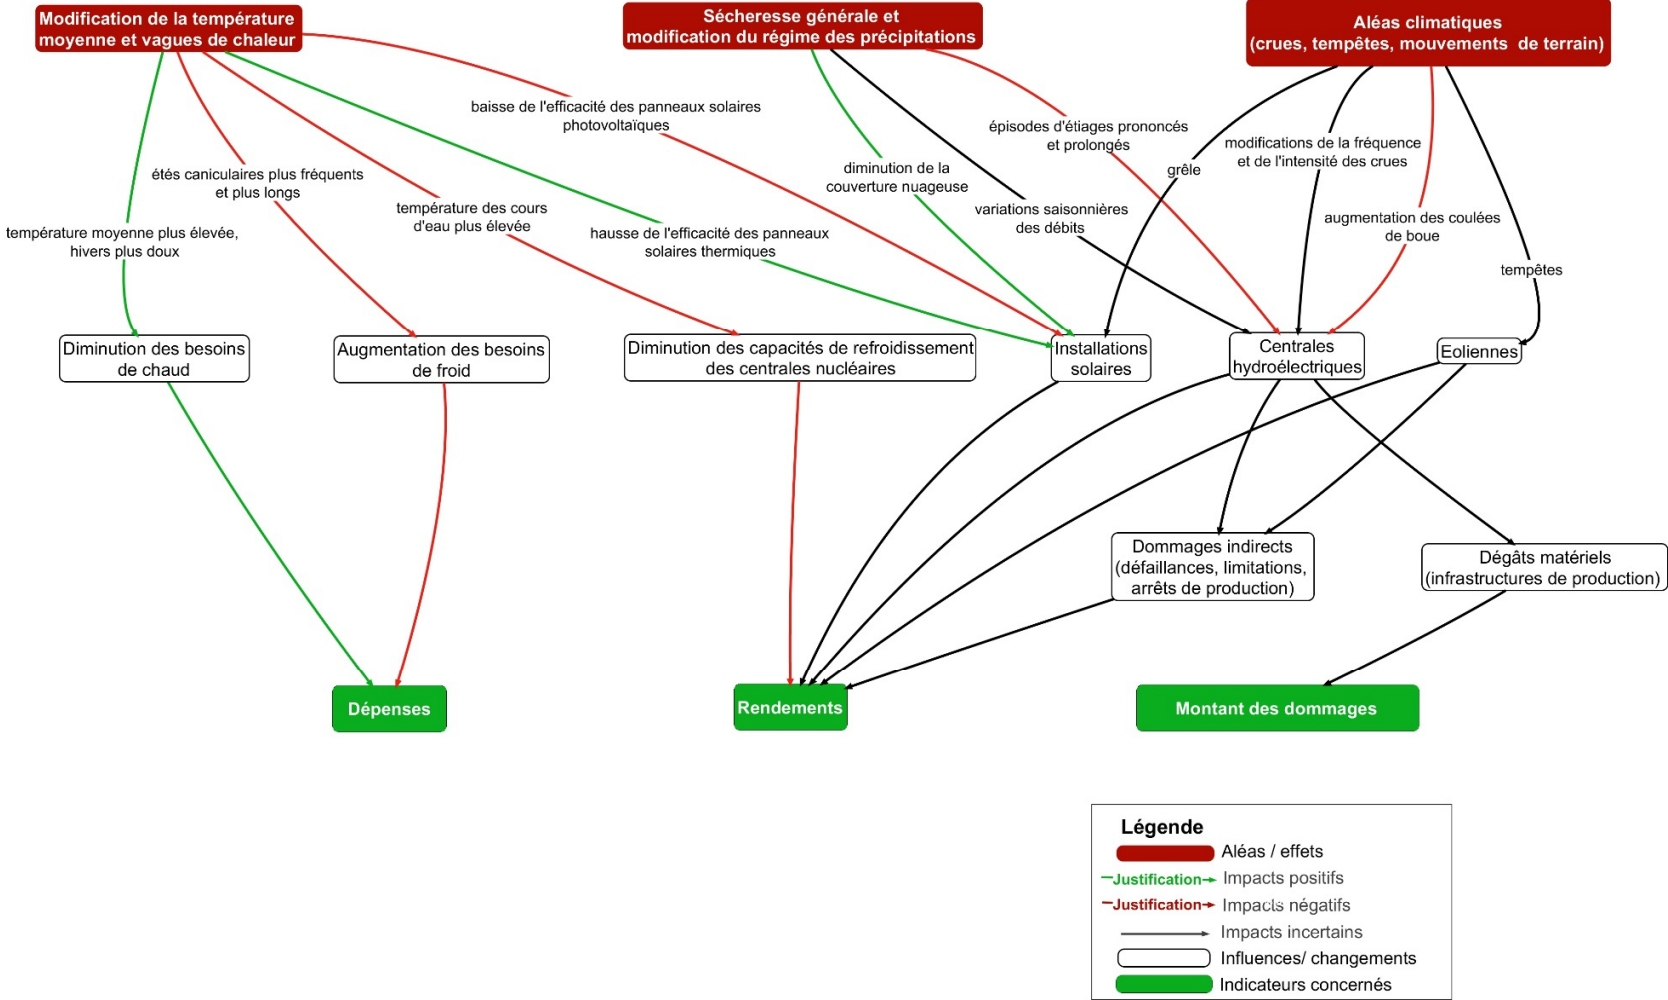 Modification de la température
moyenne et vagues de chaleur
Sécheresse générale et
modification du régime des précipitations
Aléas climatiques
(crues, tempêtes, mouvements de terrain)
baisse de l'efficacité des panneaux solaires
photovoltaïques
épisodes d'étiages prononcés
et prolongés
modifications de la fréquence
et de l'intensité des crues
étés caniculaires plus fréquents
et plus longs
diminution de la
couverture nuageuse
grêle
température des cours
d'eau plus élevée
variations saisonnières
des débits
augmentation des coulées
de boue
température moyenne plus élevée,
hivers plus doux
hausse de l'efficacité des panneaux
solaires thermiques
tempêtes
Diminution des besoins
de chaud
Augmentation des besoins
de froid
Diminution des capacités de refroidissement
des centrales nucléaires
Installations
solaires
Centrales
hydroélectriques
Eoliennes
Dommages indirects
(défaillances, limitations,
arrêts de production)
Dégâts matériels
(infrastructures de production)
Dépenses
Rendements
Montant des dommages
Légende
Aléas / effets
Justification Impacts positifs
Justification Impacts négatifs
Impacts incertains
Influences/ changements
Indicateurs concernés